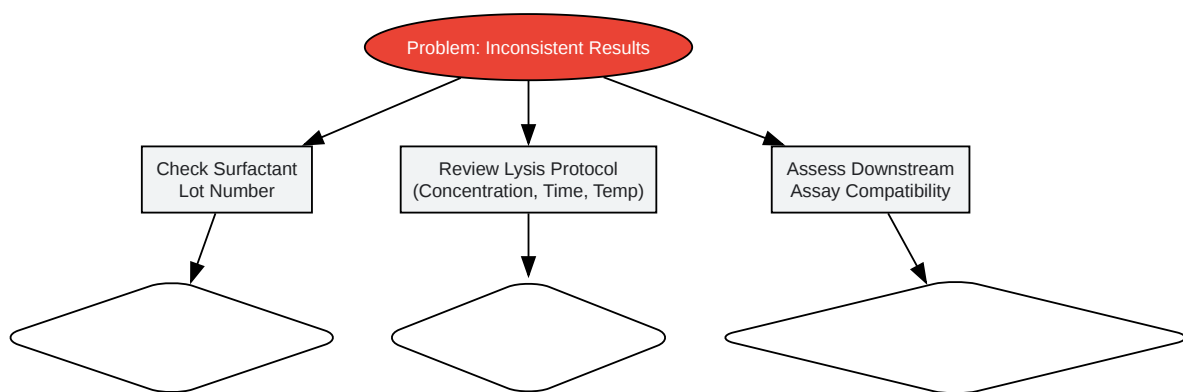 Problem: Inconsistent Results
Check Surfactant
Lot Number
Review Lysis Protocol
(Concentration, Time, Temp)
Assess Downstream
Assay Compatibility